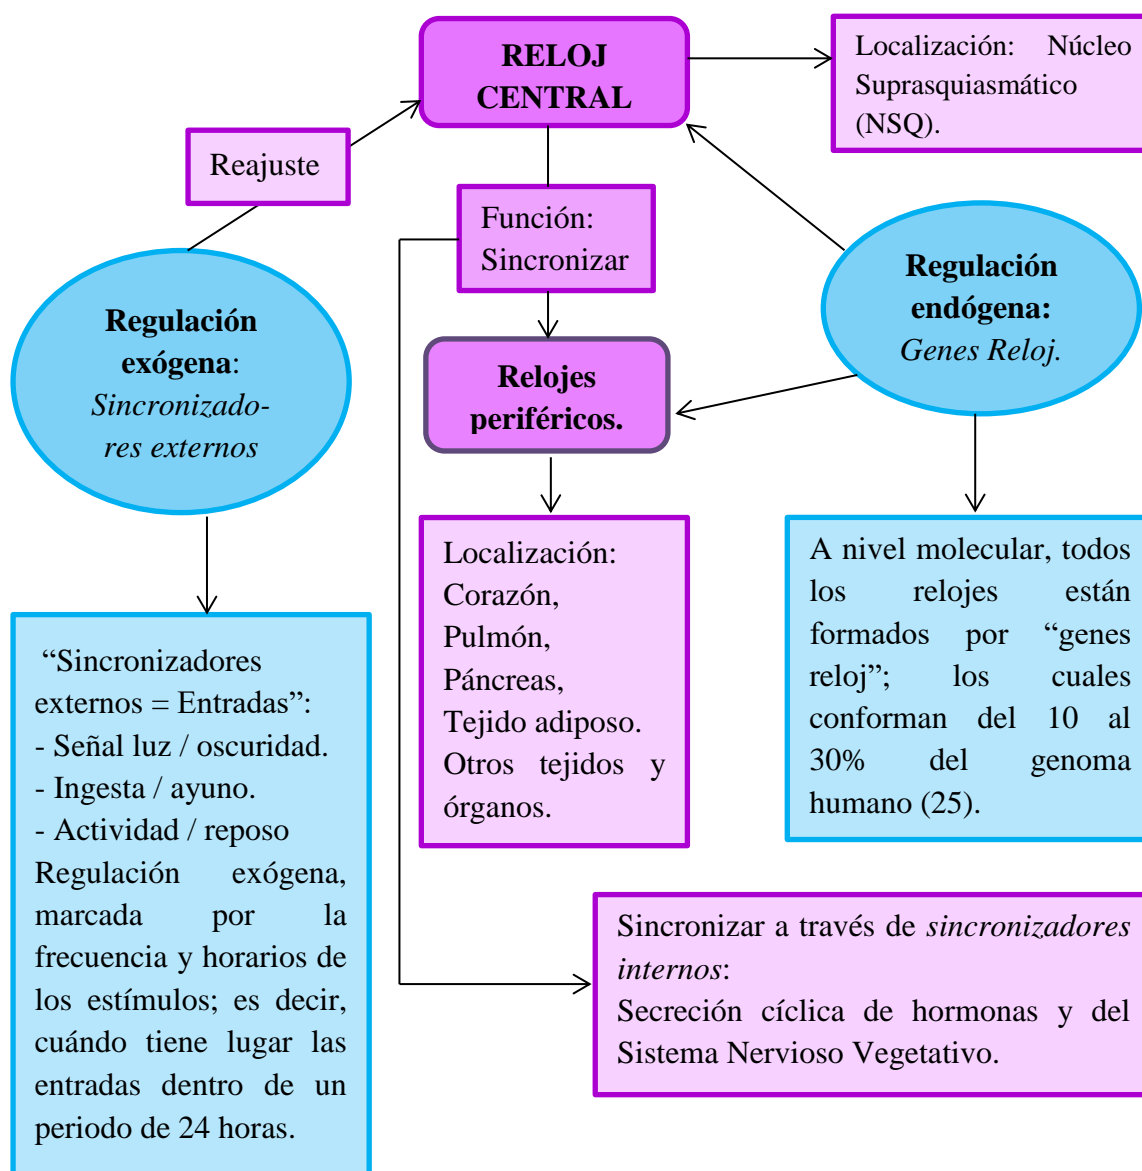 RELOJ
CENTRAL
Localización: Núcleo
Suprasquiasmático
(NSQ).
Reajuste
Función:
Sincronizar
Regulación
exógena:
Sincronizado-
res externos
Regulación
endógena:
Genes Reloj.
Relojes
periféricos.
Localización:
Corazón,
Pulmón,
Páncreas,
Tejido adiposo.
Otros tejidos y
órganos.
A nivel molecular, todos
los relojes están
formados por “genes
reloj”; los cuales
conforman del 10 al
30% del genoma
humano (25).
“Sincronizadores
externos = Entradas”:
- Señal luz / oscuridad.
- Ingesta / ayuno.
- Actividad / reposo
Regulación exógena,
marcada por la
frecuencia y horarios de
los estímulos; es decir,
cuándo tiene lugar las
entradas dentro de un
periodo de 24 horas.
Sincronizar a través de sincronizadores
internos:
Secreción cíclica de hormonas y del
Sistema Nervioso Vegetativo.